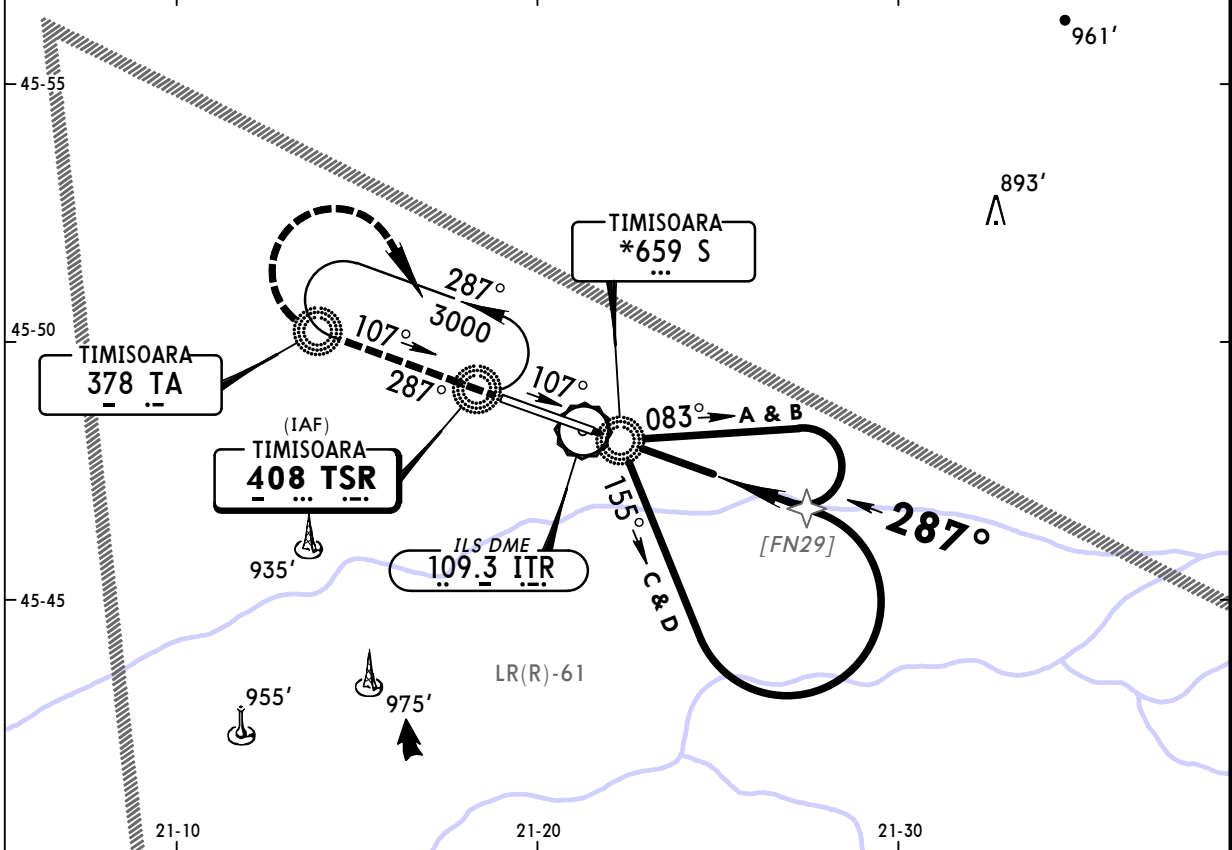 961'
45-55
893'
TIMISOARA
*659 S
287°
3000
45-50
107°
TIMISOARA
378 TA
287°
107°
083° A & B
(IAF)
TIMISOARA
408 TSR
155° C & D
287°
[FN29]
ILS DME
109.3 ITR
935'
45-45
LR(R)-61
955'
975'
21-10
21-20
21-30